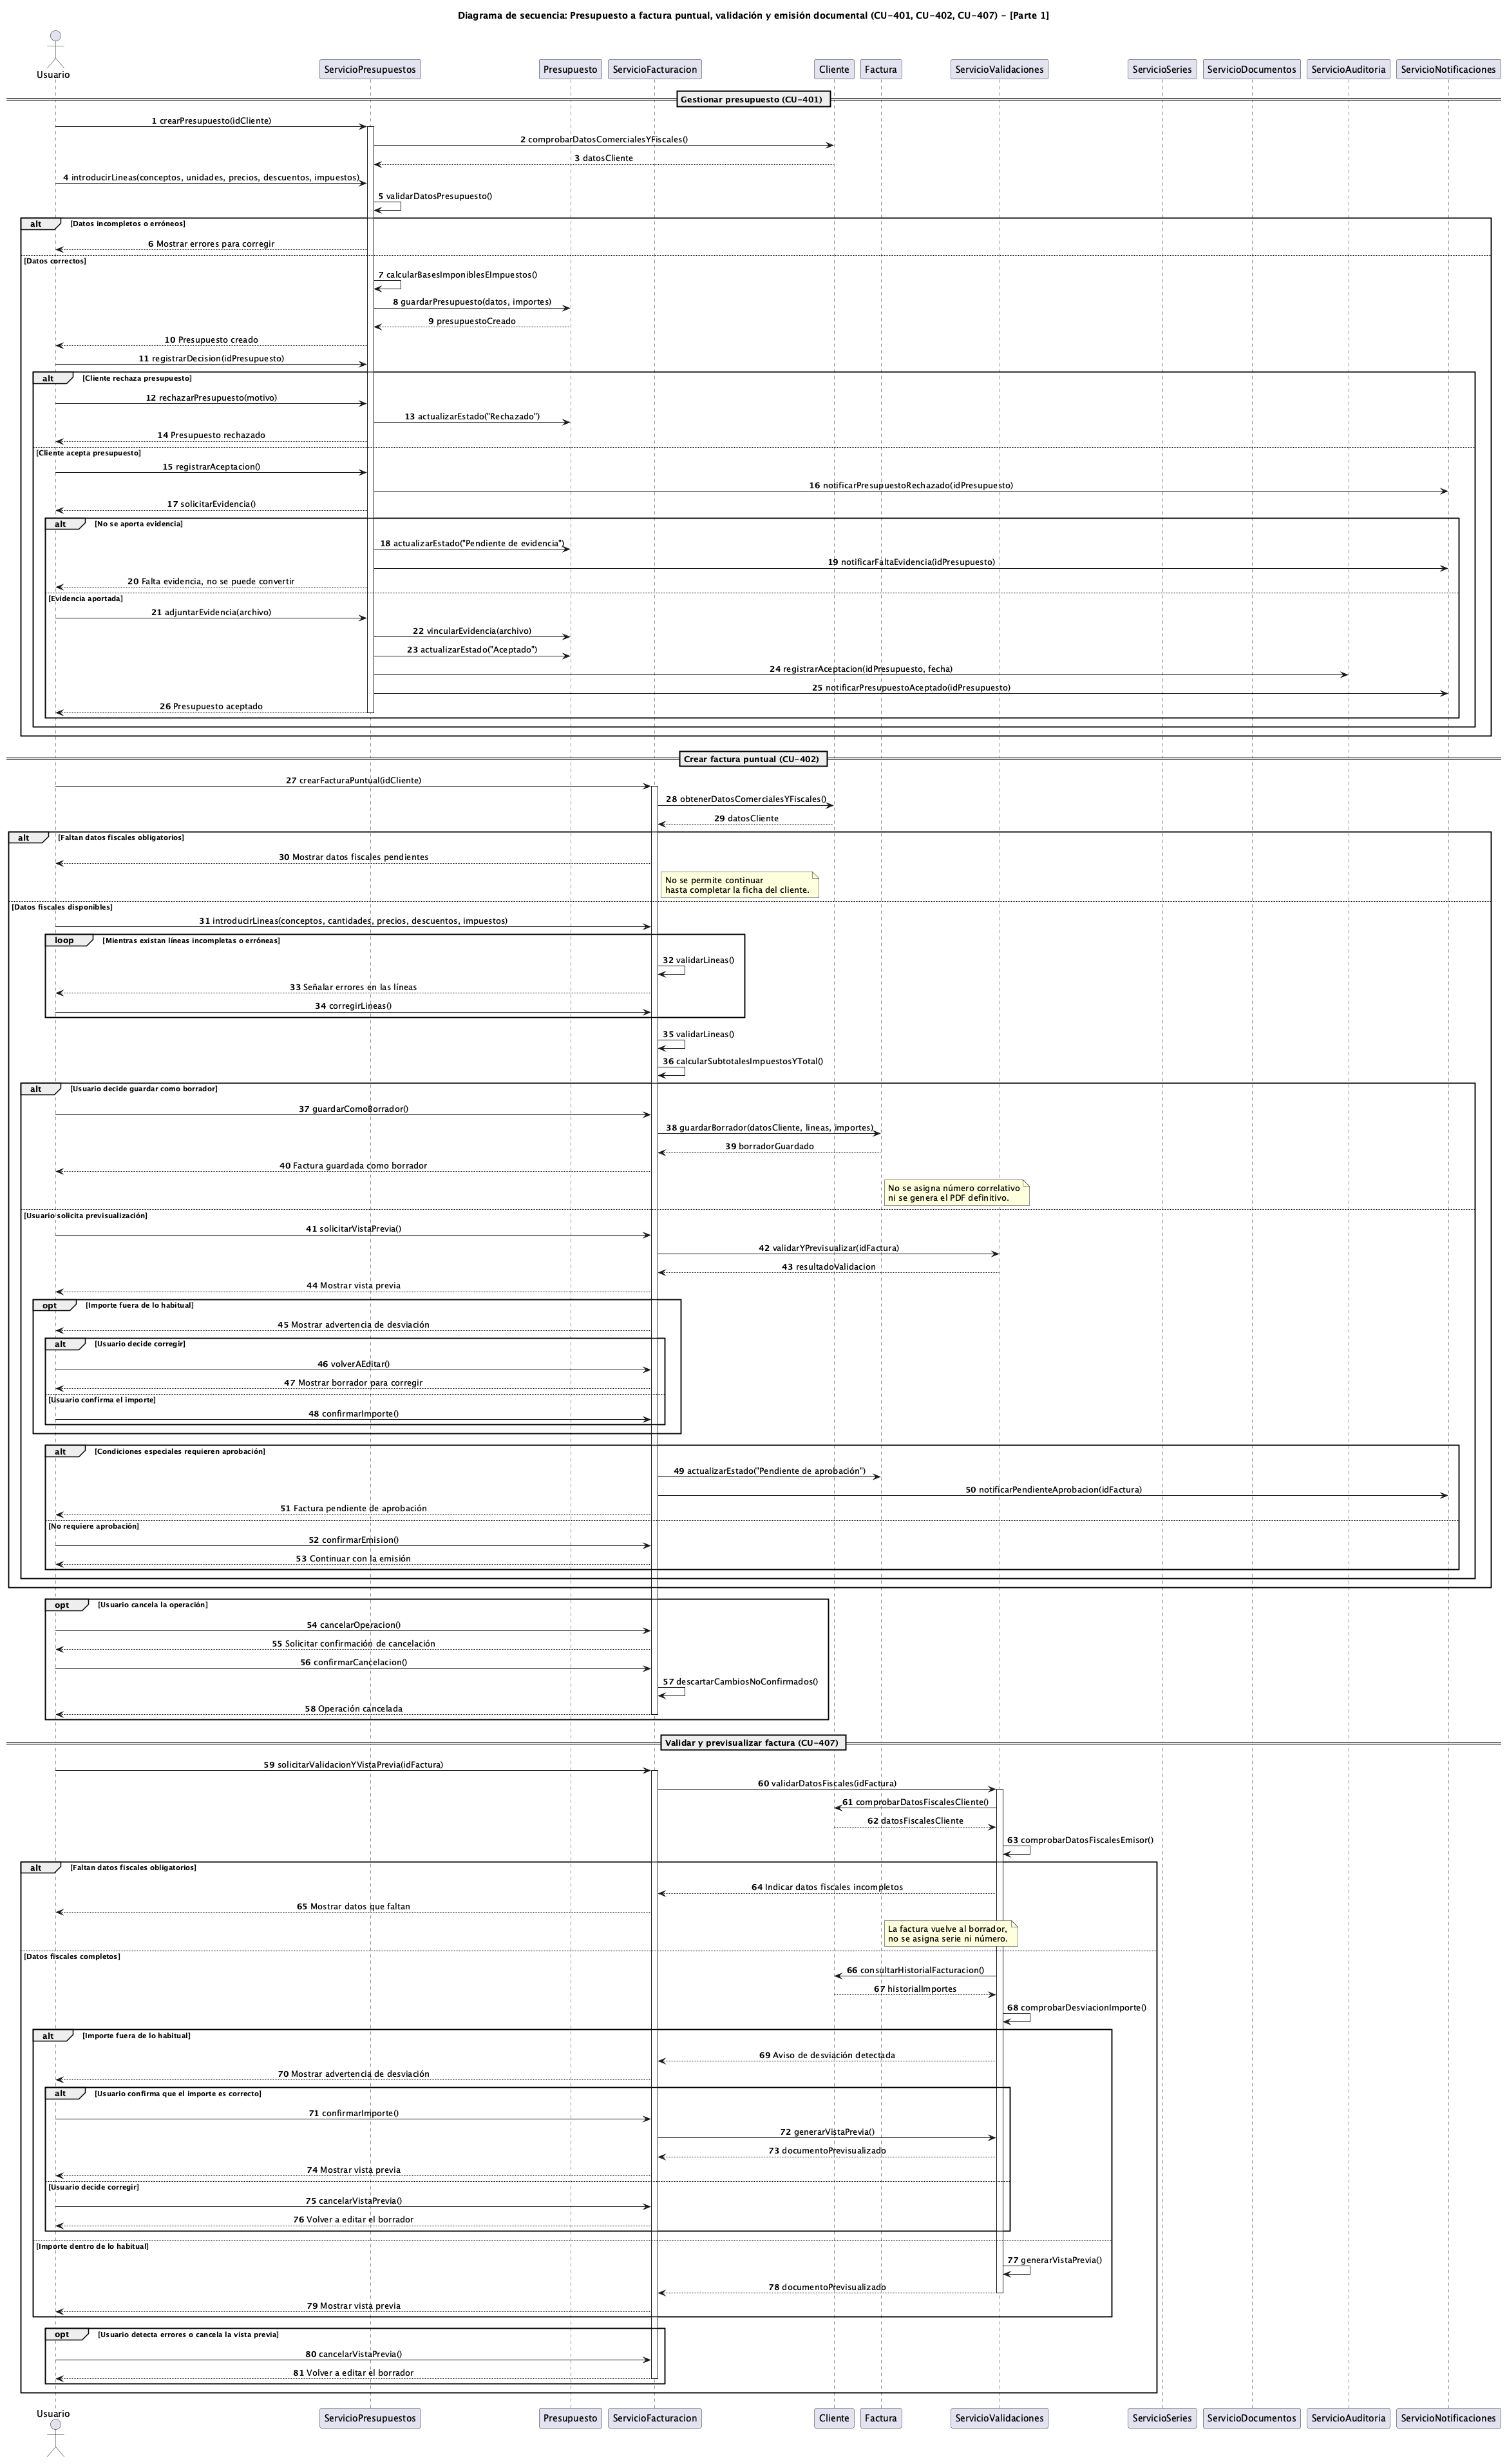 Diagrama de secuencia: Presupuesto a factura puntual, validación y emisión documental (CU-401, CU-402, CU-407) - [Parte 1]
Usuario
ServicioPresupuestos
Presupuesto
ServicioFacturacion
Cliente
Factura
ServicioValidaciones
ServicioSeries
ServicioDocumentos
ServicioAuditoria
ServicioNotificaciones
Gestionar presupuesto (CU-401)
1 crearPresupuesto(idCliente)
2 comprobarDatosComercialesYFiscales()
3 datosCliente
4 introducirLineas(conceptos, unidades, precios, descuentos, impuestos)
5 validarDatosPresupuesto()
alt [Datos incompletos o erróneos]
6 Mostrar errores para corregir
[Datos correctos]
7 calcularBasesImponiblesEImpuestos()
8 guardarPresupuesto(datos, importes)
9 presupuestoCreado
10 Presupuesto creado
11 registrarDecision(idPresupuesto)
alt [Cliente rechaza presupuesto]
12 rechazarPresupuesto(motivo)
13 actualizarEstado("Rechazado")
14 Presupuesto rechazado
[Cliente acepta presupuesto]
15 registrarAceptacion()
16 notificarPresupuestoRechazado(idPresupuesto)
17 solicitarEvidencia()
alt [No se aporta evidencia]
18 actualizarEstado("Pendiente de evidencia")
19 notificarFaltaEvidencia(idPresupuesto)
20 Falta evidencia, no se puede convertir
[Evidencia aportada]
21 adjuntarEvidencia(archivo)
22 vincularEvidencia(archivo)
23 actualizarEstado("Aceptado")
24 registrarAceptacion(idPresupuesto, fecha)
25 notificarPresupuestoAceptado(idPresupuesto)
26 Presupuesto aceptado
Crear factura puntual (CU-402)
27 crearFacturaPuntual(idCliente)
28 obtenerDatosComercialesYFiscales()
29 datosCliente
alt [Faltan datos fiscales obligatorios]
30 Mostrar datos fiscales pendientes
No se permite continuar
hasta completar la ficha del cliente.
[Datos fiscales disponibles]
31 introducirLineas(conceptos, cantidades, precios, descuentos, impuestos)
loop [Mientras existan líneas incompletas o erróneas]
32 validarLineas()
33 Señalar errores en las líneas
34 corregirLineas()
35 validarLineas()
36 calcularSubtotalesImpuestosYTotal()
alt [Usuario decide guardar como borrador]
37 guardarComoBorrador()
38 guardarBorrador(datosCliente, lineas, importes)
39 borradorGuardado
40 Factura guardada como borrador
No se asigna número correlativo
ni se genera el PDF definitivo.
[Usuario solicita previsualización]
41 solicitarVistaPrevia()
42 validarYPrevisualizar(idFactura)
43 resultadoValidacion
44 Mostrar vista previa
opt [Importe fuera de lo habitual]
45 Mostrar advertencia de desviación
alt [Usuario decide corregir]
46 volverAEditar()
47 Mostrar borrador para corregir
[Usuario confirma el importe]
48 confirmarImporte()
alt [Condiciones especiales requieren aprobación]
49 actualizarEstado("Pendiente de aprobación")
50 notificarPendienteAprobacion(idFactura)
51 Factura pendiente de aprobación
[No requiere aprobación]
52 confirmarEmision()
53 Continuar con la emisión
opt [Usuario cancela la operación]
54 cancelarOperacion()
55 Solicitar confirmación de cancelación
56 confirmarCancelacion()
57 descartarCambiosNoConfirmados()
58 Operación cancelada
Validar y previsualizar factura (CU-407)
59 solicitarValidacionYVistaPrevia(idFactura)
60 validarDatosFiscales(idFactura)
61 comprobarDatosFiscalesCliente()
62 datosFiscalesCliente
63 comprobarDatosFiscalesEmisor()
alt [Faltan datos fiscales obligatorios]
64 Indicar datos fiscales incompletos
65 Mostrar datos que faltan
La factura vuelve al borrador,
no se asigna serie ni número.
[Datos fiscales completos]
66 consultarHistorialFacturacion()
67 historialImportes
68 comprobarDesviacionImporte()
alt [Importe fuera de lo habitual]
69 Aviso de desviación detectada
70 Mostrar advertencia de desviación
alt [Usuario confirma que el importe es correcto]
71 confirmarImporte()
72 generarVistaPrevia()
73 documentoPrevisualizado
74 Mostrar vista previa
[Usuario decide corregir]
75 cancelarVistaPrevia()
76 Volver a editar el borrador
[Importe dentro de lo habitual]
77 generarVistaPrevia()
78 documentoPrevisualizado
79 Mostrar vista previa
opt [Usuario detecta errores o cancela la vista previa]
80 cancelarVistaPrevia()
81 Volver a editar el borrador
Usuario
ServicioPresupuestos
Presupuesto
ServicioFacturacion
Cliente
Factura
ServicioValidaciones
ServicioSeries
ServicioDocumentos
ServicioAuditoria
ServicioNotificaciones